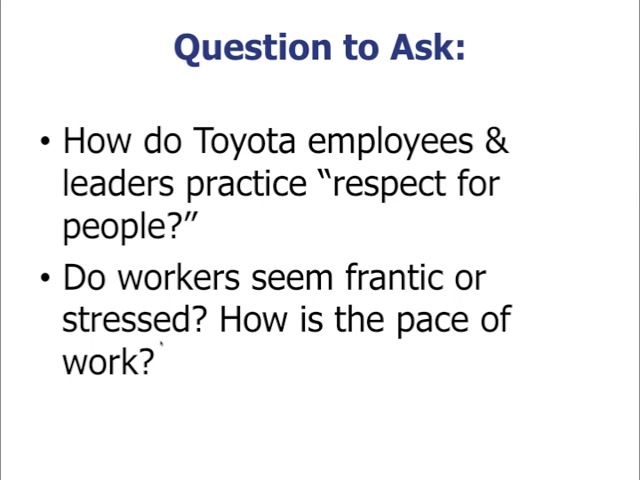 Question to Ask:
• How do Toyota employees &
leaders practice “respect for
people?”
• Do workers seem frantic or
stressed? How is the pace of
work?